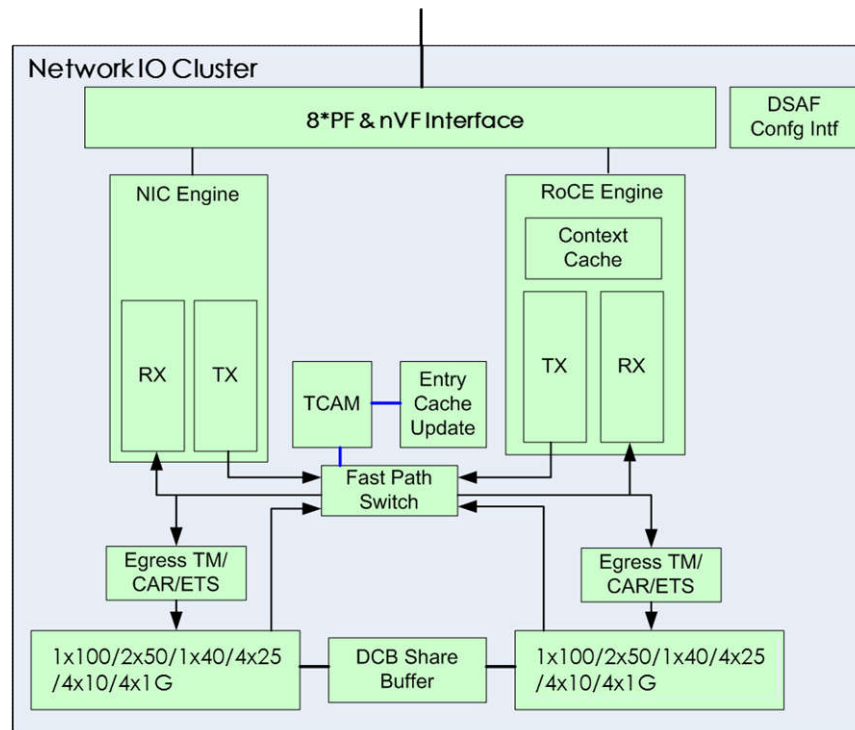 Network IO Cluster
8*PF & nVF Interface
DSAF
Confg Intf
NIC Engine
RoCE Engine
Context
Cache
RX
TX
TX
RX
TCAM
Entry
Cache
Update
Fast Path
Switch
Egress TM/
CAR/ETS
Egress TM/
CAR/ETS
1x100/2x50/1x40/4x25
/4x10/4x1G
DCB Share
Buffer
1x100/2x50/1x40/4x25
/4x10/4x1G